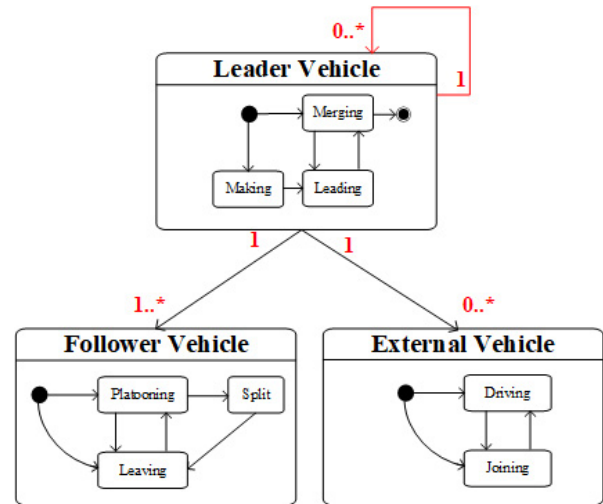 0..*
1
Leader Vehicle
Merging
Making
Leading
1
1
1..*
0..*
Follower Vehicle
External Vehicle
Platooning
Split
Driving
Leaving
Joining